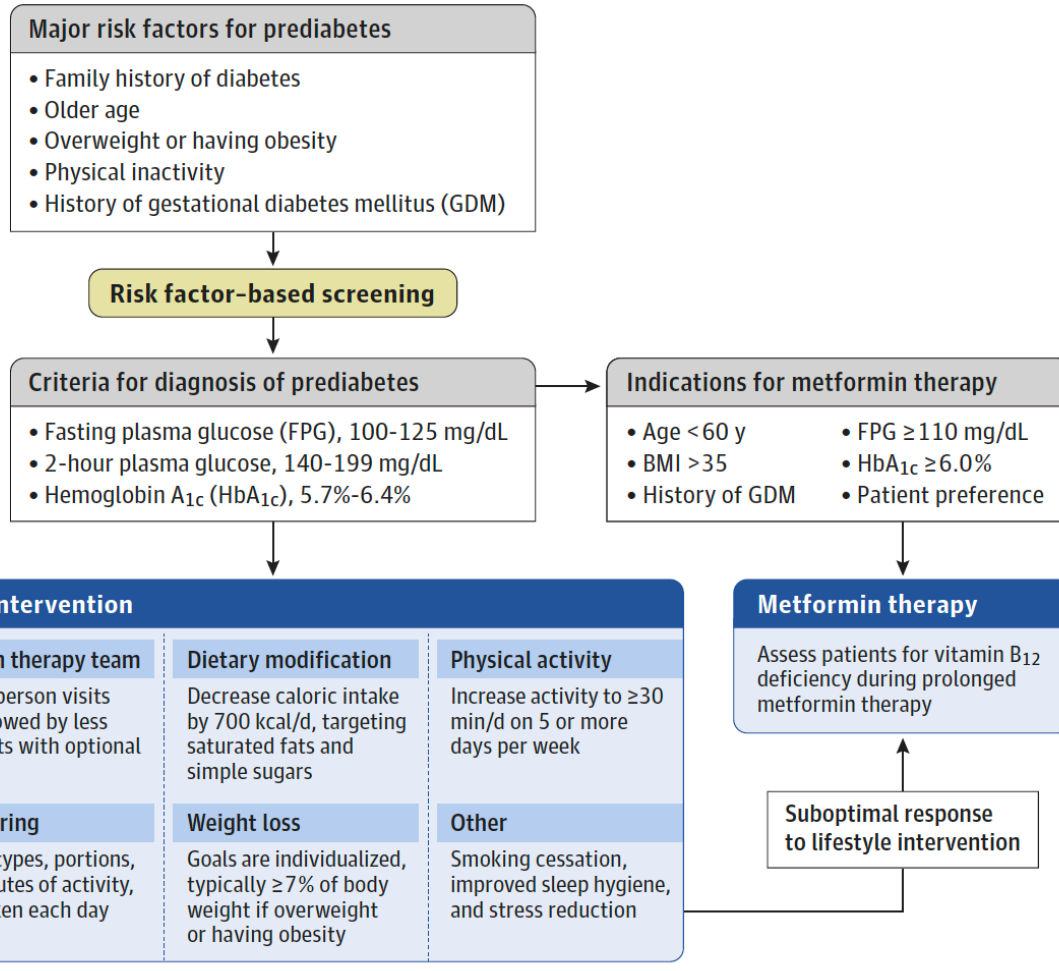 Major risk factors for prediabetes
• Family history of diabetes
• Older age
• Overweight or having obesity
• Physical inactivity
• History of gestational diabetes mellitus (GDM)
Risk factor–based screening
Criteria for diagnosis of prediabetes
• Fasting plasma glucose (FPG), 100-125 mg/dL
• 2-hour plasma glucose, 140-199 mg/dL
• Hemoglobin A1c (HbA1c), 5.7%-6.4%
Indications for metformin therapy
• Age <60 y
• BMI >35
• History of GDM
• FPG ≥110 mg/dL
• HbA1c ≥6.0%
• Patient preference
ntervention
therapy team
person visits
owed by less
ts with optional
Dietary modification
Decrease caloric intake
by 700 kcal/d, targeting
saturated fats and
simple sugars
Physical activity
Increase activity to ≥30
min/d on 5 or more
days per week
ring
types, portions,
utes of activity,
ken each day
Weight loss
Goals are individualized,
typically ≥7% of body
weight if overweight
or having obesity
Other
Smoking cessation,
improved sleep hygiene,
and stress reduction
Metformin therapy
Assess patients for vitamin B12
deficiency during prolonged
metformin therapy
Suboptimal response
to lifestyle intervention